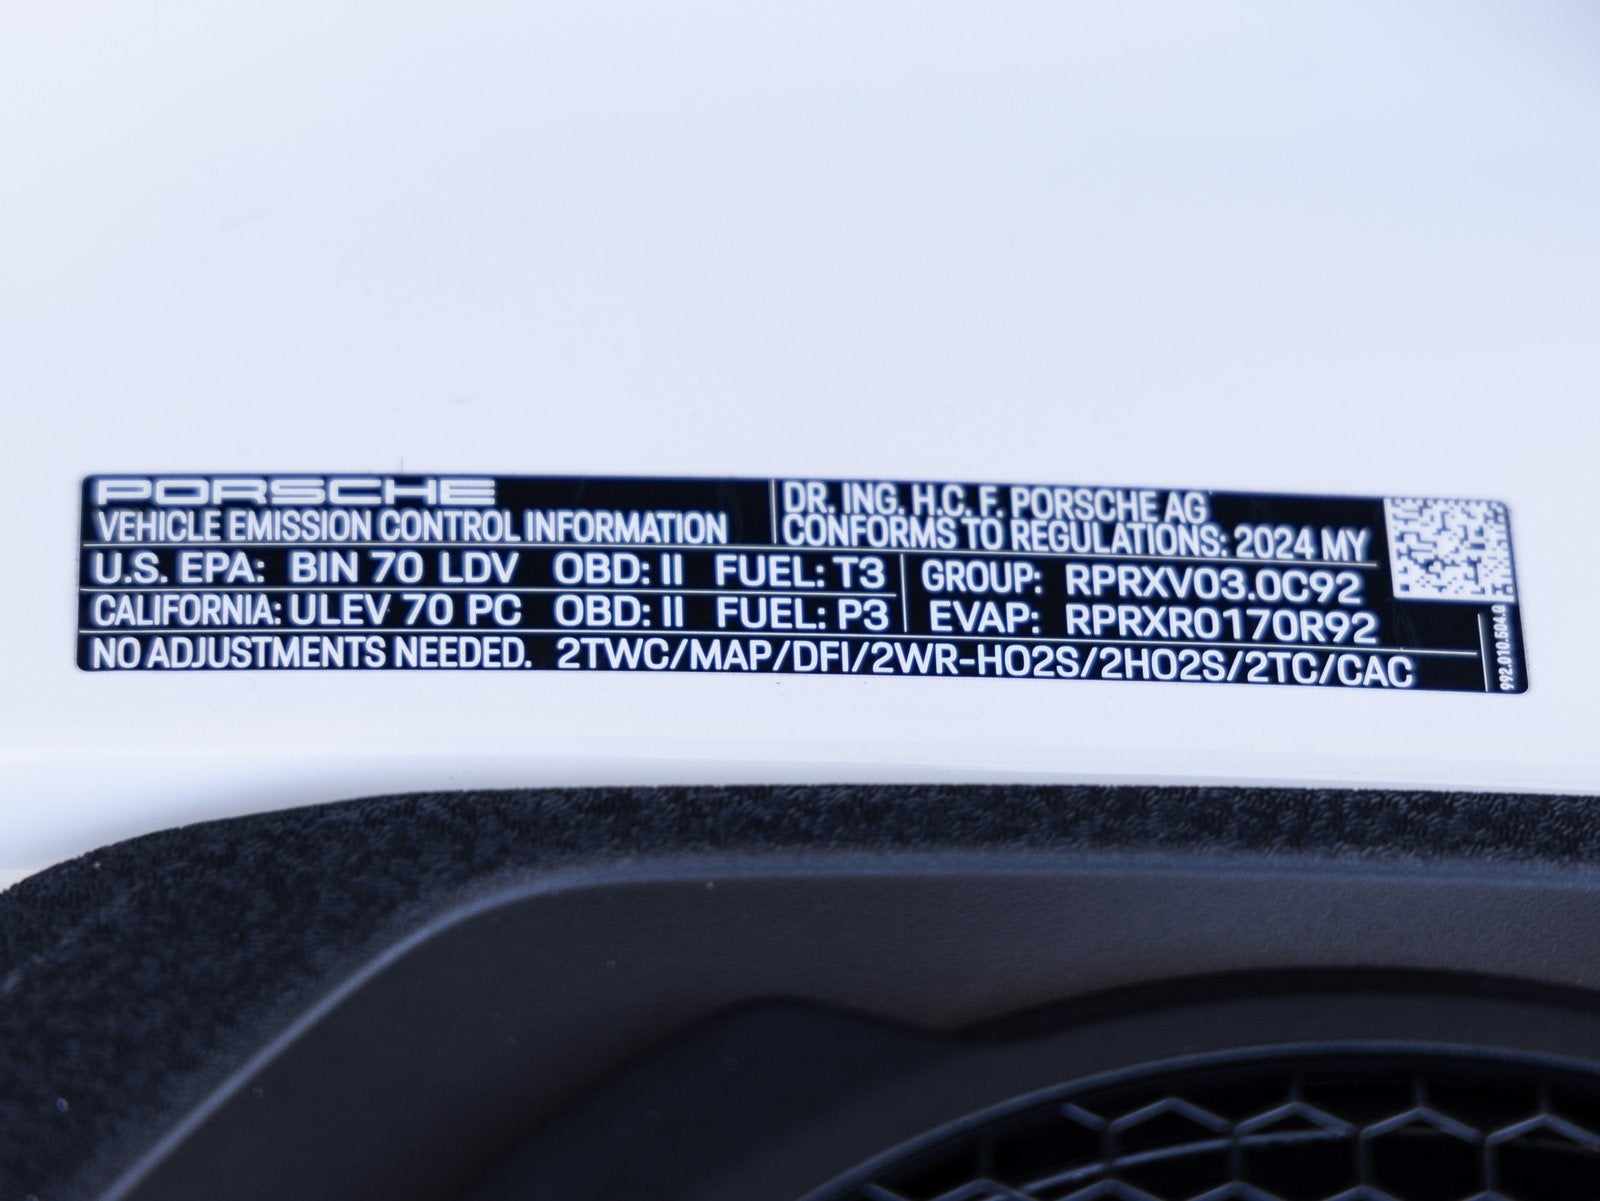 PORSCHE
VEHICLE EMISSION CONTROL INFORMATION
DR. ING. H.C. F. PORSCHE AG
CONFORMS TO REGULATIONS: 2024 MY
U.S. EPA: BIN 70 LDV OBD: II FUEL: T3
CALIFORNIA: ULEV 70 PC OBD: II FUEL: P3
GROUP: RPRXV03.0C92
EVAP: RPRXR0170R92
NO ADJUSTMENTS NEEDED. 2TWC/MAP/DFI/2WR-HO2S/2HO2S/2TC/CAC
992.010.604.Q